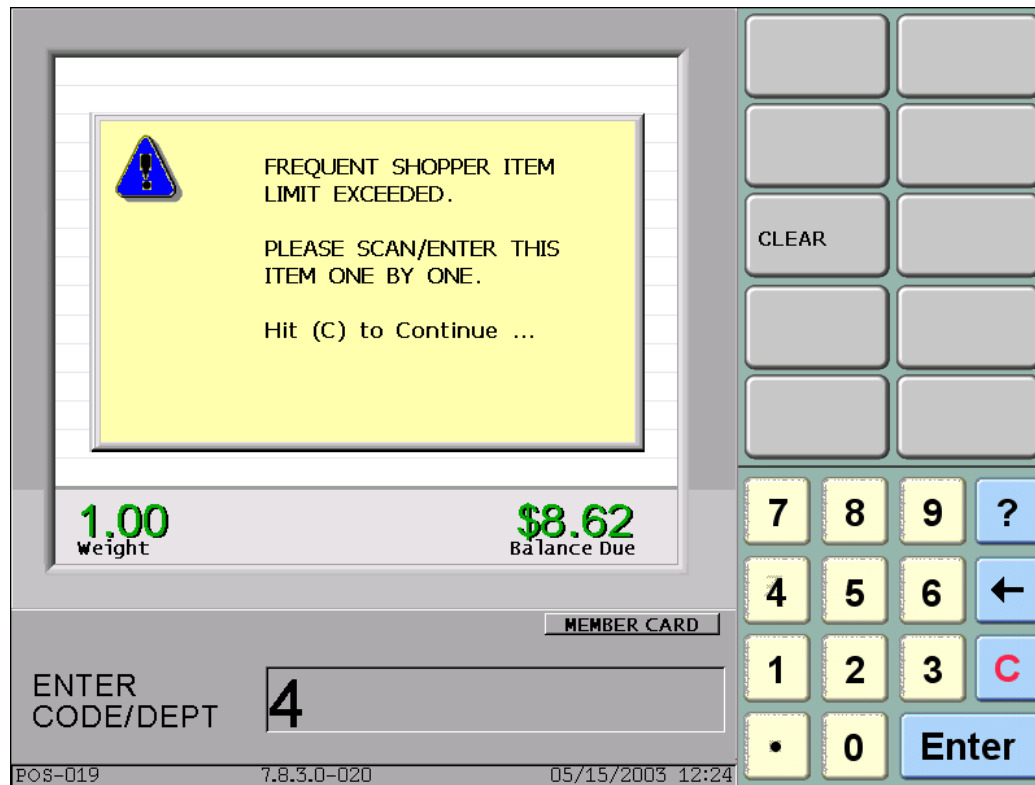 FREQUENT SHOPPER ITEM
LIMIT EXCEEDED.
PLEASE SCAN/ENTER THIS
ITEM ONE BY ONE.
Hit (C) to Continue ...
1.00
Weight
$8.62
Balance Due
MEMBER CARD
ENTER
CODE/DEPT
4
POS-019 7.8.3.0-020 05/15/2003 12:24
CLEAR
7 8 9 ?
4 5 6 ←
1 2 3 C
. 0 Enter